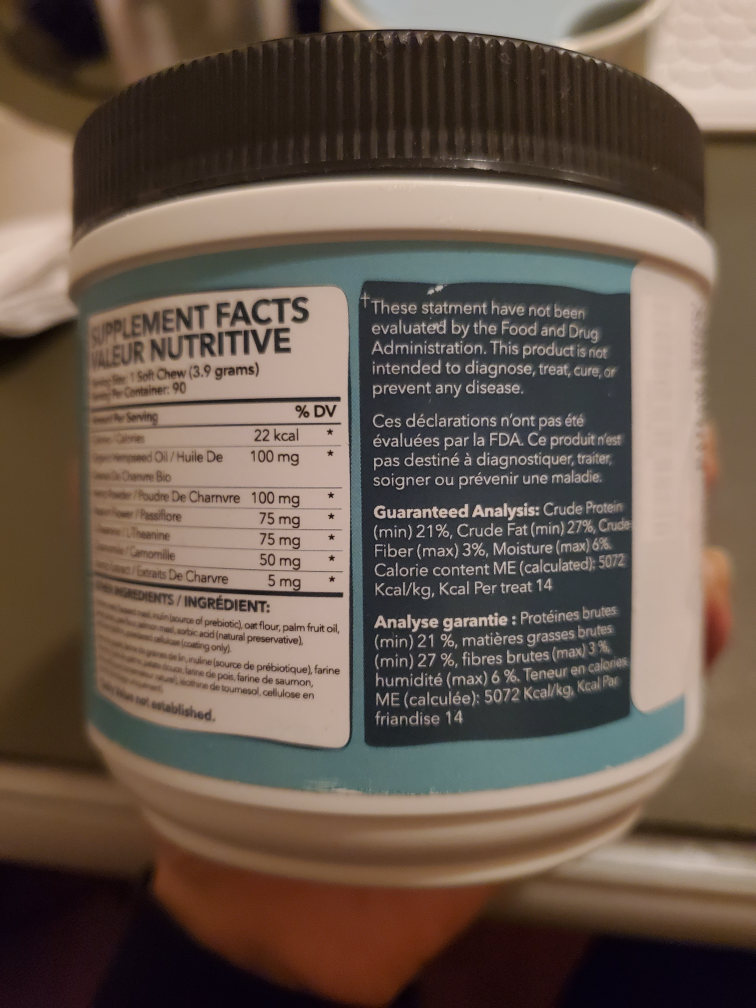 SUPPLEMENT FACTS
VALEUR NUTRITIVE
Size: 1 Soft Chew (3.9 grams)
Per Container: 90
Per Serving % DV
Calories 22 kcal *
Hempseed Oil / Huile De 100 mg *
De Chanvre Bio
Powder / Poudre De Charnvre 100 mg *
Flower / Passiflore 75 mg *
/ L'Theanine 75 mg *
/ Camomille 50 mg *
/ Extraits De Charvre 5 mg *
INGREDIENTS / INGRÉDIENT:
(source of prebiotic), oat flour, palm fruit oil,
meal, sorbic acid (natural preservative),
cellulose (coating only).
de lin, inuline (source de prébiotique), farine
de pois, farine de saumon,
de tournesol, cellulose en
not established.
†These statment have not been
evaluated by the Food and Drug
Administration. This product is not
intended to diagnose, treat, cure, or
prevent any disease.
Ces déclarations n'ont pas été
évaluées par la FDA. Ce produit n'est
pas destiné à diagnostiquer, traiter,
soigner ou prévenir une maladie.
Guaranteed Analysis: Crude Protein
(min) 21%, Crude Fat (min) 27%, Crude
Fiber (max) 3%, Moisture (max) 6%.
Calorie content ME (calculated): 5072
Kcal/kg, Kcal Per treat 14
Analyse garantie : Protéines brutes
(min) 21 %, matières grasses brutes
(min) 27 %, fibres brutes (max) 3 %,
humidité (max) 6 %. Teneur en calories
ME (calculée): 5072 Kcal/kg, Kcal Par
friandise 14